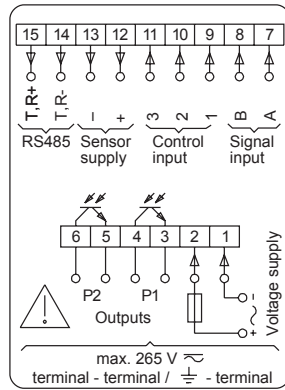 15 14 13 12 11 10 9 8 7
T,R+ T,R- – + 3 2 1 B A
RS485 Sensor supply Control input Signal input
6 5 4 3 2 1
P2 P1
Outputs
- +
Voltage supply
max. 265 V
terminal - terminal / - terminal